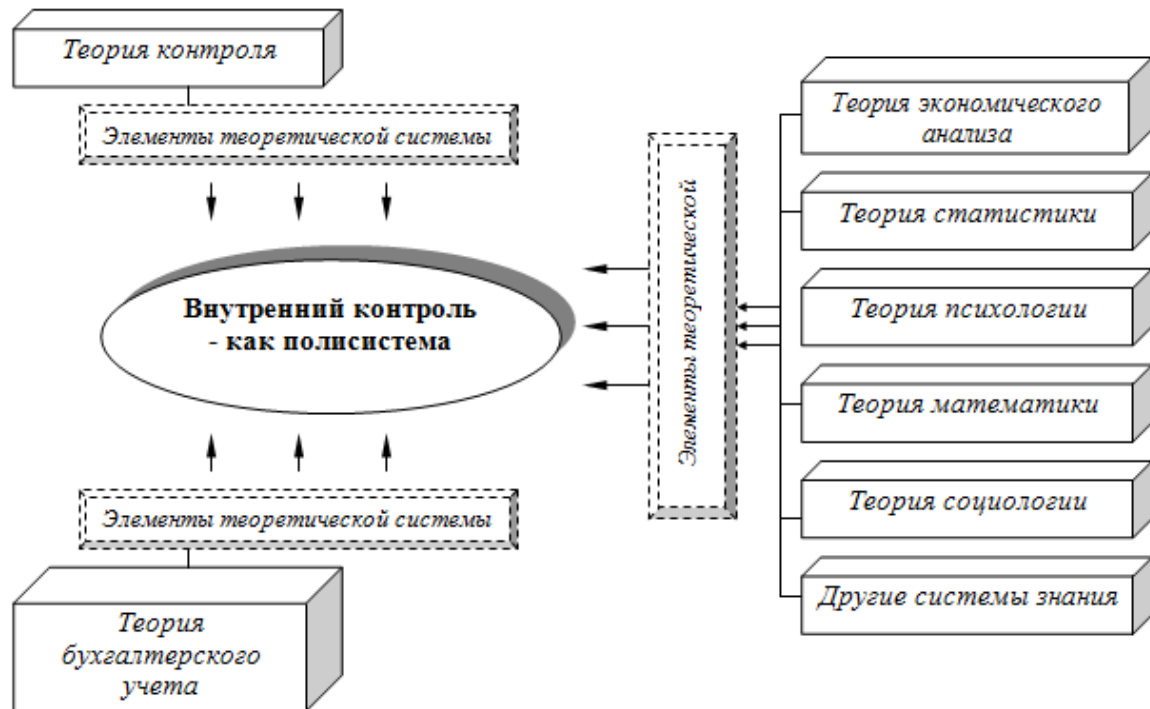 Теория контроля
Элементы теоретической системы
Внутренний контроль
- как полисистема
Элементы теоретической системы
Теория
бухгалтерского
учета
Элементы теоретической
Теория экономического
анализа
Теория статистики
Теория психологии
Теория математики
Теория социологии
Другие системы знания